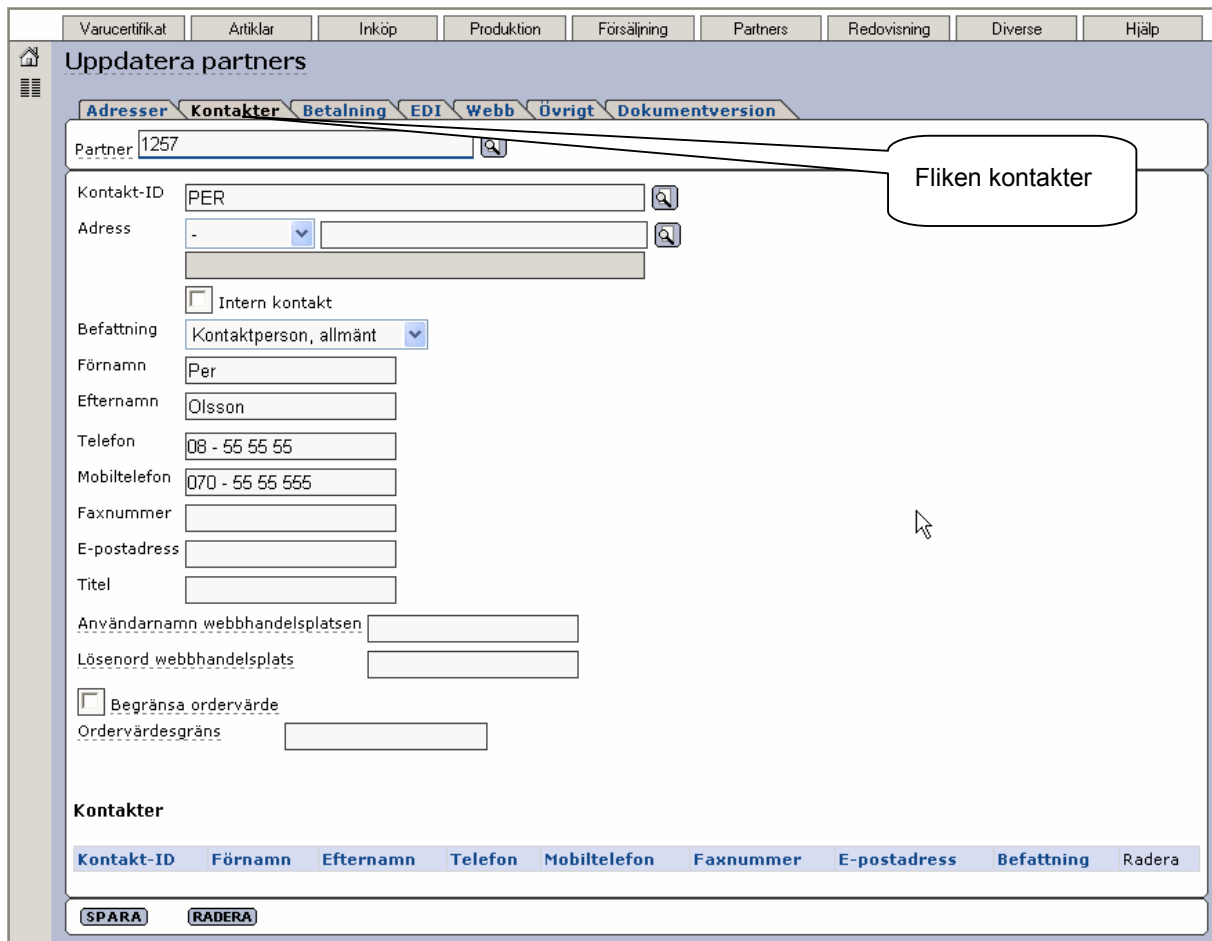 Varucertifikat Artiklar Inköp Produktion Försäljning Partners Redovisning Diverse Hjälp
Uppdatera partners
Adresser Kontakter Betalning EDI Webb Övrigt Dokumentversion
Partner 1257
Fliken kontakter
Kontakt-ID PER
Adress -
Intern kontakt
Befattning Kontaktperson, allmänt
Förnamn Per
Efternamn Olsson
Telefon 08 - 55 55 55
Mobiltelefon 070 - 55 55 555
Faxnummer
E-postadress
Titel
Användarnamn webbhandelsplatsen
Lösenord webbhandelsplats
Begränsa ordervärde
Ordervärdesgräns
Kontakter
Kontakt-ID Förnamn Efternamn Telefon Mobiltelefon Faxnummer E-postadress Befattning Radera
SPARA RADERA